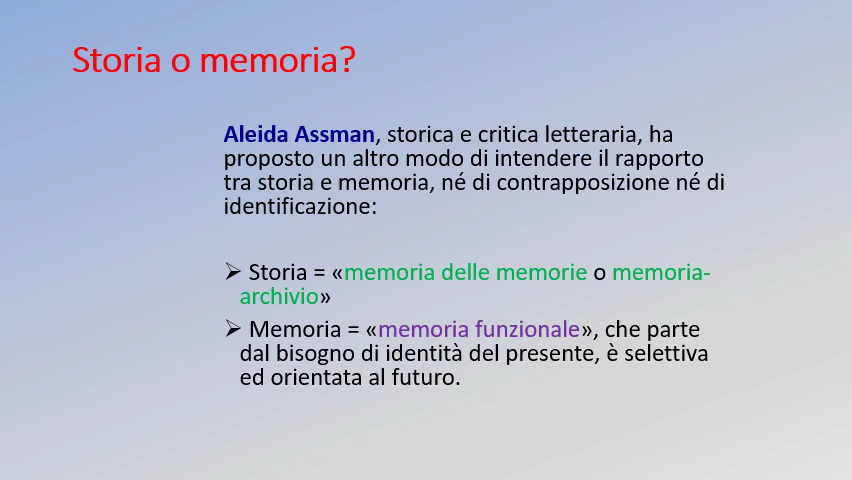 Storia o memoria?
Aleida Assman, storica e critica letteraria, ha
proposto un altro modo di intendere il rapporto
tra storia e memoria, né di contrapposizione né di
identificazione:
➢ Storia = «memoria delle memorie o memoria-
archivio»
➢ Memoria = «memoria funzionale», che parte
dal bisogno di identità del presente, è selettiva
ed orientata al futuro.